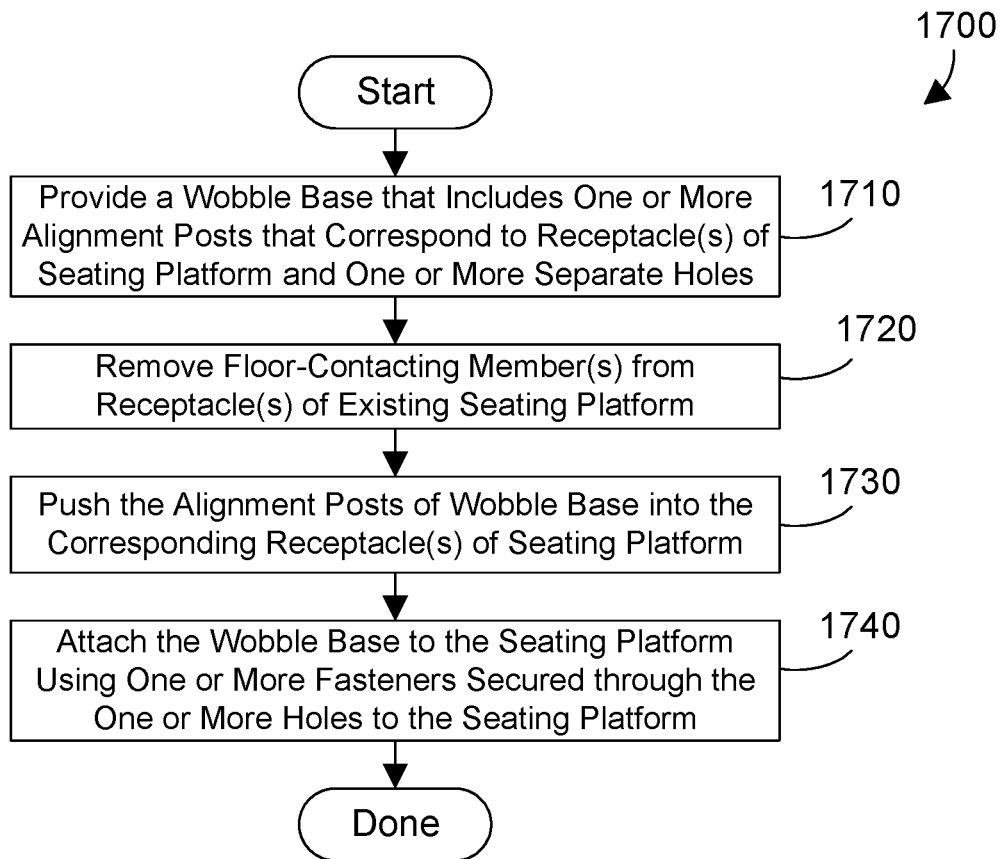 1700
Start
Provide a Wobble Base that Includes One or More
Alignment Posts that Correspond to Receptacle(s) of
Seating Platform and One or More Separate Holes
1710
Remove Floor-Contacting Member(s) from
Receptacle(s) of Existing Seating Platform
1720
Push the Alignment Posts of Wobble Base into the
Corresponding Receptacle(s) of Seating Platform
1730
Attach the Wobble Base to the Seating Platform
Using One or More Fasteners Secured through the
One or More Holes to the Seating Platform
1740
Done